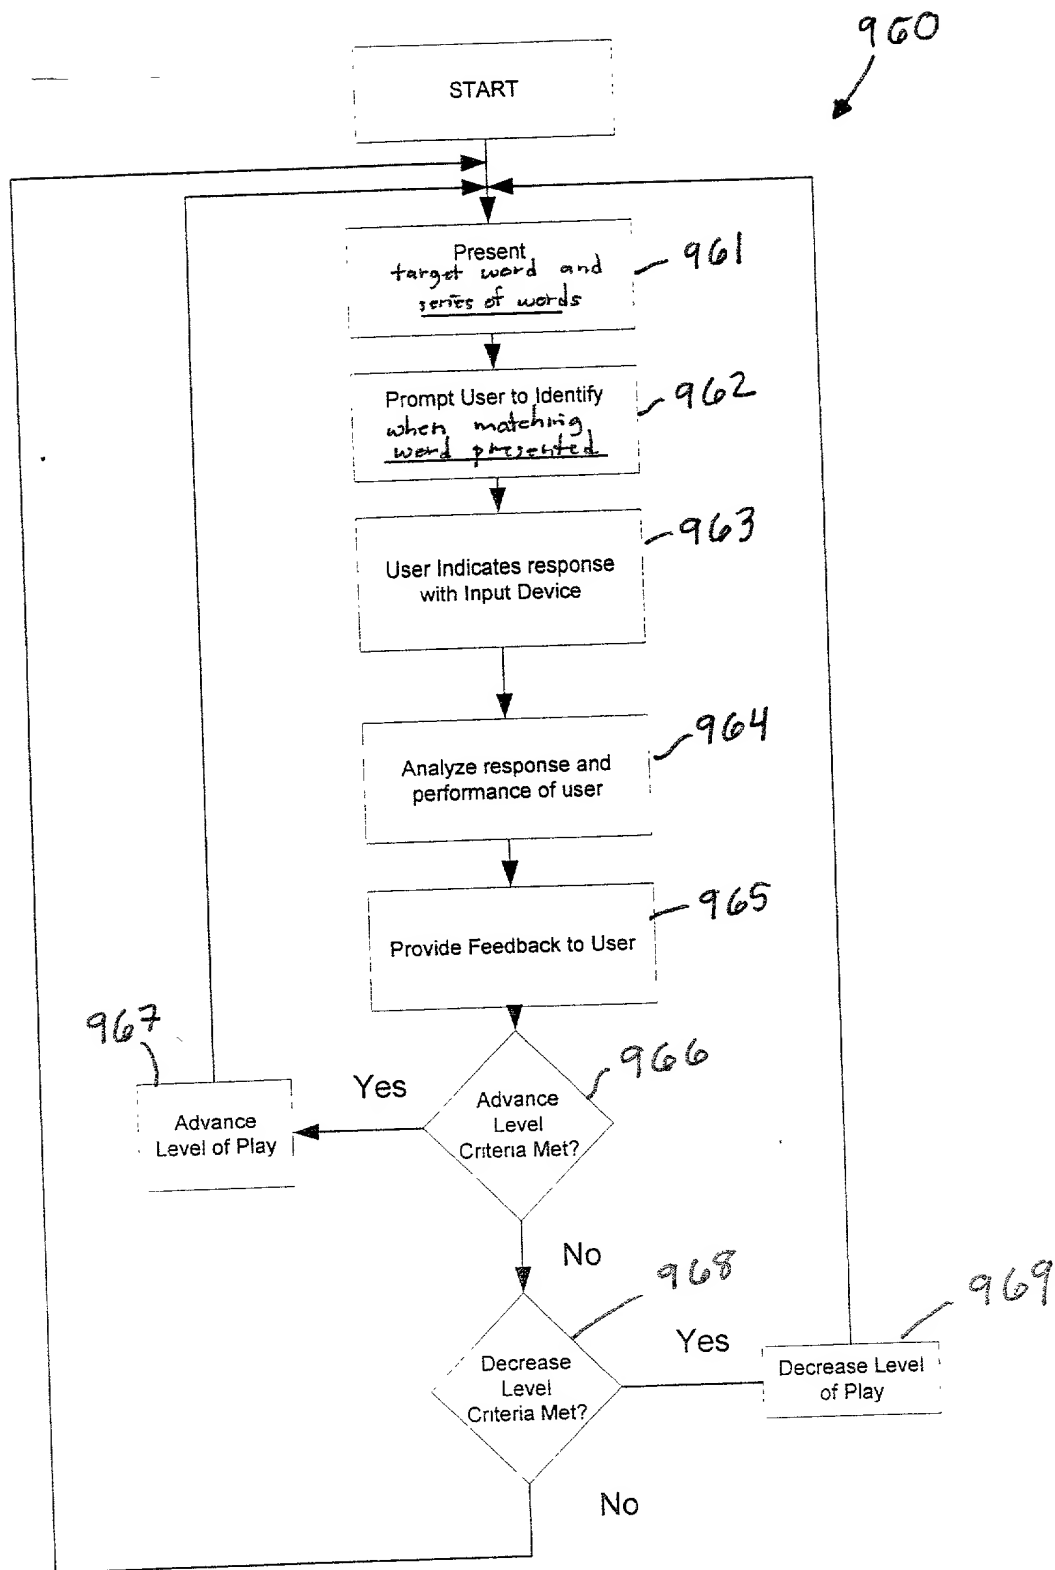 960
START
Present
target word and
series of words
961
Prompt User to Identify
when matching
word presented
962
User Indicates response
with Input Device
963
Analyze response and
performance of user
964
Provide Feedback to User
965
967
Advance
Level of Play
Yes
Advance
Level
Criteria Met?
966
No
968
Decrease
Level
Criteria Met?
Yes
969
Decrease Level
of Play
No